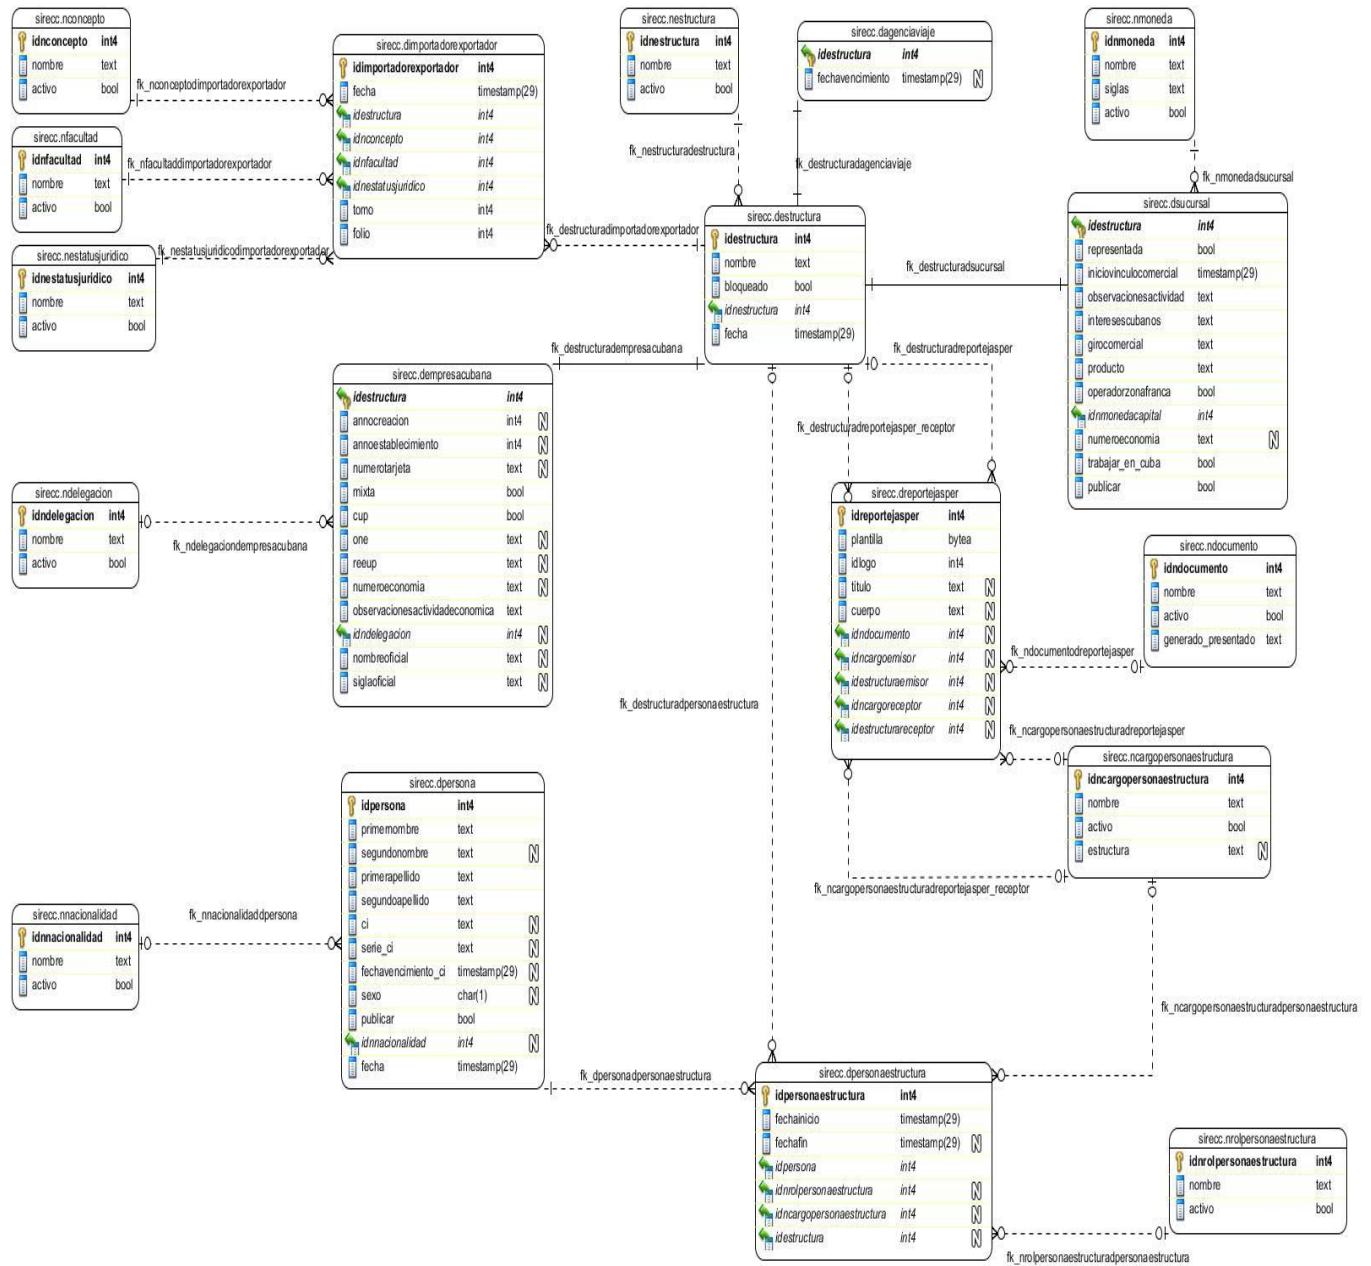 sirecc.nconcepto
idnconcepto int4
nombre text
activo bool
sirecc.nfacultad
idnfacultad int4
nombre text
activo bool
sirecc.nestatusjuridico
idnestatusjuridico int4
nombre text
activo bool
fk_nconceptodimportadorexportador
fk_nfacultaddimportadorexportador
fk_nestatusjuridicodimportadorexportador
sirecc.dimportadorexportador
idimportadorexportador int4
fecha timestamp(29)
idestructura int4
idnconcepto int4
idnfacultad int4
idnestatusjuridico int4
tomo int4
folio int4
fk_destructuradimportadorexportador
sirecc.nestructura
idnestructura int4
nombre text
activo bool
fk_nestructuradestructura
sirecc.dagenciaviaje
idestructura int4
fechavencimiento timestamp(29) N
fk_destructuradagenciaviaje
sirecc.nmoneda
idnmoneda int4
nombre text
siglas text
activo bool
fk_nmonedadsucursal
sirecc.destructura
idestructura int4
nombre text
bloqueado bool
idnestructura int4
fecha timestamp(29)
fk_destructuradsucursal
sirecc.dsucursal
idestructura int4
representada bool
iniciovinculocomercial timestamp(29)
observacionesactividad text
interesescubanos text
girocomercial text
producto text
operadorzonafranca bool
idnmonedacapital int4
numeroeconomia text N
trabajar_en_cuba bool
publicar bool
fk_destructuradempresacubana
fk_destructuradreportejasper
fk_destructuradreportejasper_receptor
sirecc.dempresacubana
idestructura int4
annocreacion int4 N
annoestablecimiento int4 N
numerotarjeta text N
mixta bool
cup bool
one text N
reeup text N
numeroeconomia text N
observacionesactividadeconomica text
idndelegacion int4 N
nombreoficial text N
siglaoficial text N
sirecc.ndelegacion
idndelegacion int4
nombre text
activo bool
fk_ndelegaciondempresacubana
sirecc.dreportejasper
idreportejasper int4
plantilla bytea
idlogo int4
titulo text N
cuerpo text N
idndocumento int4 N
idncargoemisor int4 N
idestructuraemisor int4 N
idncargoreceptor int4 N
idestructurareceptor int4 N
sirecc.ndocumento
idndocumento int4
nombre text
activo bool
generado_presentado text
fk_ndocumentodreportejasper
fk_destructuradpersonaestructura
fk_ncargopersonaestructuradreportejasper
sirecc.ncargopersonaestructura
idncargopersonaestructura int4
nombre text
activo bool
estructura text N
fk_ncargopersonaestructuradreportejasper_receptor
sirecc.dpersona
idpersona int4
primernombre text
segundonombre text N
primerapellido text
segundoapellido text
ci text N
serie_ci text N
fechavencimiento_ci timestamp(29) N
sexo char(1) N
publicar bool
idnnacionalidad int4 N
fecha timestamp(29)
sirecc.nnacionalidad
idnnacionalidad int4
nombre text
activo bool
fk_nnacionalidaddpersona
fk_ncargopersonaestructuradpersonaestructura
fk_dpersonadpersonaestructura
sirecc.dpersonaestructura
idpersonaestructura int4
fechainicio timestamp(29)
fechafin timestamp(29) N
idpersona int4
idnrolpersonaestructura int4 N
idncargopersonaestructura int4 N
idestructura int4 N
sirecc.nrolpersonaestructura
idnrolpersonaestructura int4
nombre text
activo bool
fk_nrolpersonaestructuradpersonaestructura